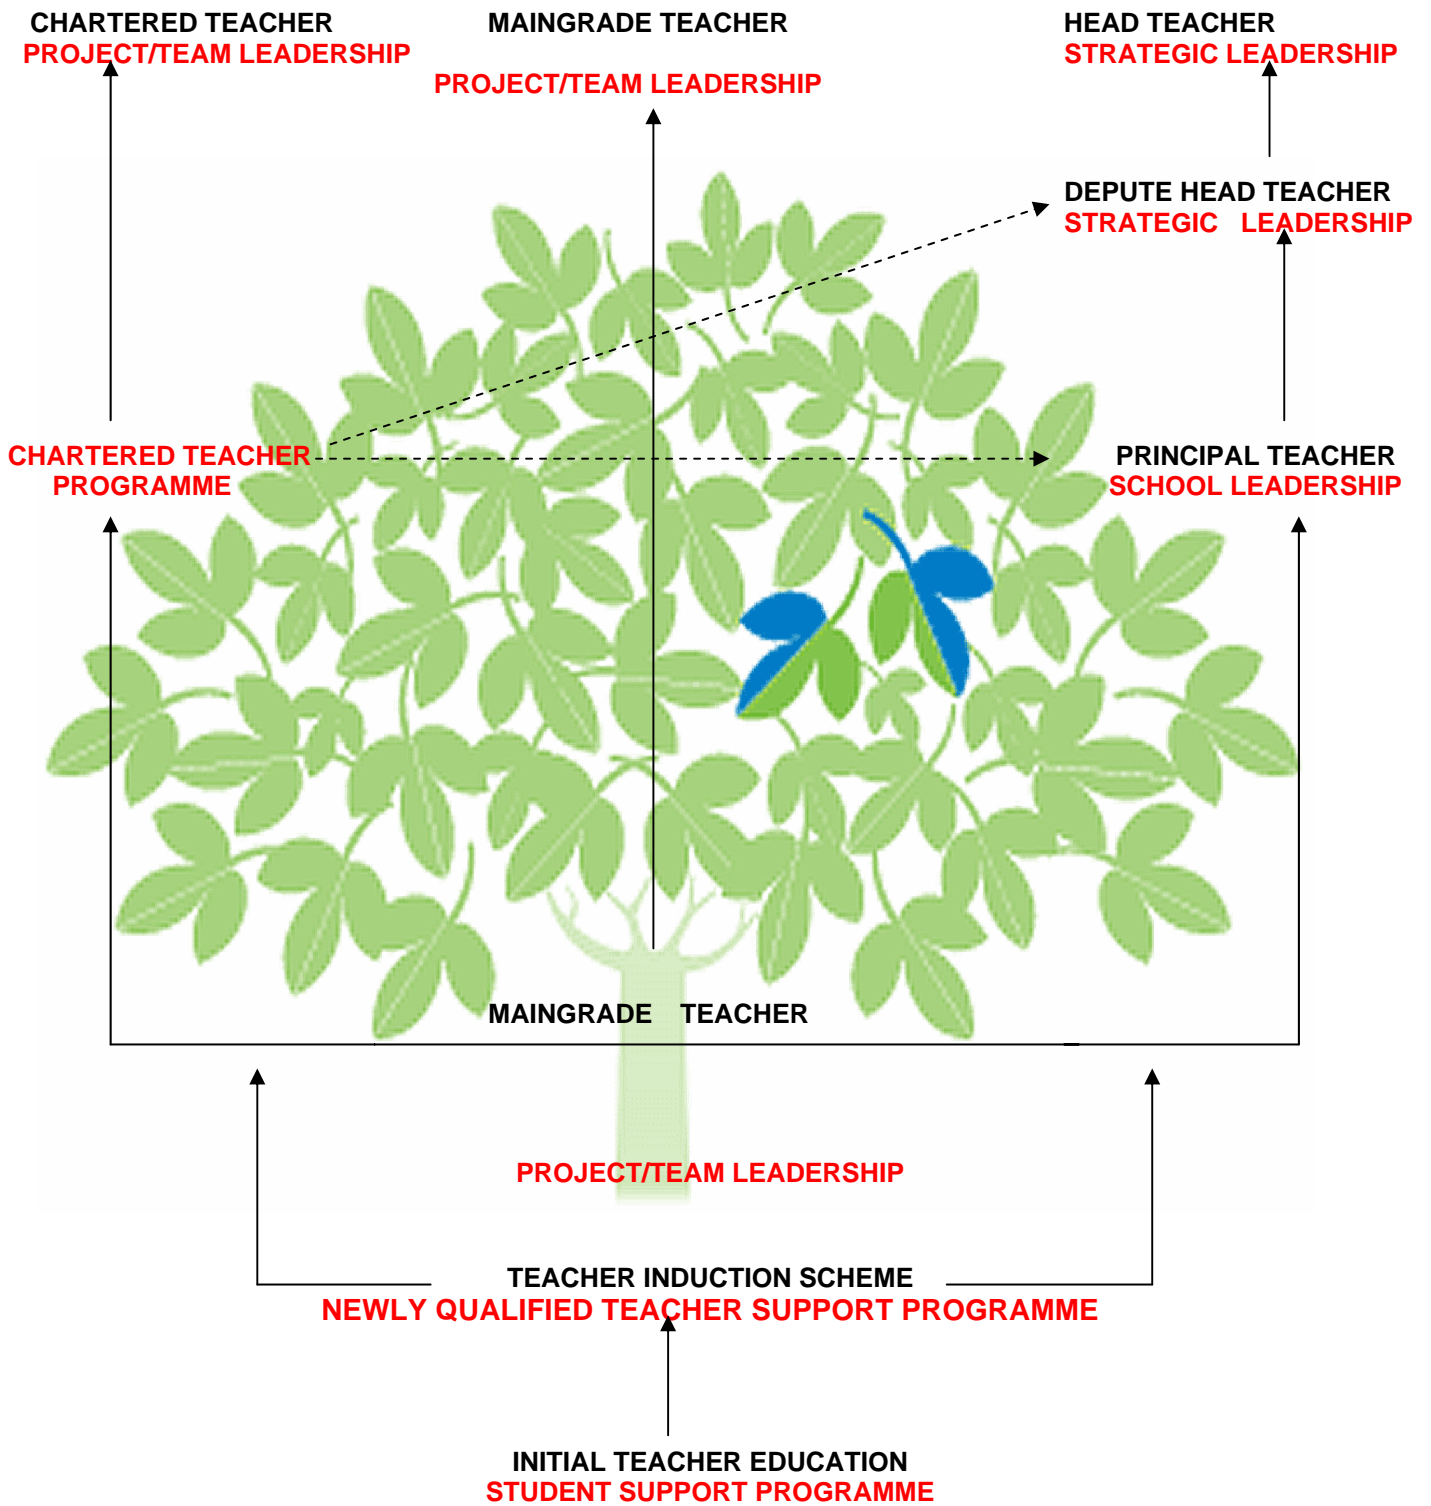 CHARTERED TEACHER
PROJECT/TEAM LEADERSHIP
MAINGRADE TEACHER
PROJECT/TEAM LEADERSHIP
HEAD TEACHER
STRATEGIC LEADERSHIP
DEPUTE HEAD TEACHER
STRATEGIC LEADERSHIP
CHARTERED TEACHER
PROGRAMME
PRINCIPAL TEACHER
SCHOOL LEADERSHIP
MAINGRADE TEACHER
PROJECT/TEAM LEADERSHIP
TEACHER INDUCTION SCHEME
NEWLY QUALIFIED TEACHER SUPPORT PROGRAMME
INITIAL TEACHER EDUCATION
STUDENT SUPPORT PROGRAMME